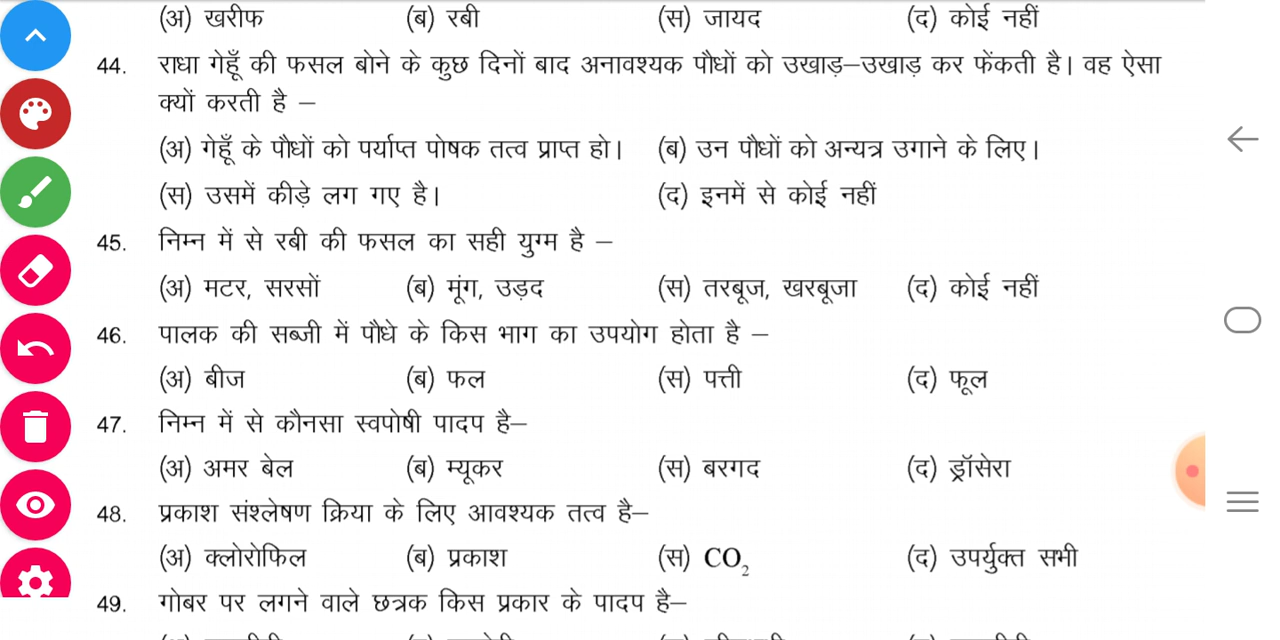 (अ) खरीफ (ब) रबी (स) जायद (द) कोई नहीं
44. राधा गेहूँ की फसल बोने के कुछ दिनों बाद अनावश्यक पौधों को उखाड़–उखाड़ कर फेंकती है। वह ऐसा
क्यों करती है –
(अ) गेहूँ के पौधों को पर्याप्त पोषक तत्व प्राप्त हो। (ब) उन पौधों को अन्यत्र उगाने के लिए।
(स) उसमें कीड़े लग गए है। (द) इनमें से कोई नहीं
45. निम्न में से रबी की फसल का सही युग्म है –
(अ) मटर, सरसों (ब) मूंग, उड़द (स) तरबूज, खरबूजा (द) कोई नहीं
46. पालक की सब्जी में पौधे के किस भाग का उपयोग होता है –
(अ) बीज (ब) फल (स) पत्ती (द) फूल
47. निम्न में से कौनसा स्वपोषी पादप है–
(अ) अमर बेल (ब) म्यूकर (स) बरगद (द) ड्रॉसेरा
48. प्रकाश संश्लेषण क्रिया के लिए आवश्यक तत्व है–
(अ) क्लोरोफिल (ब) प्रकाश (स) CO₂ (द) उपर्युक्त सभी
49. गोबर पर लगने वाले छत्रक किस प्रकार के पादप है–